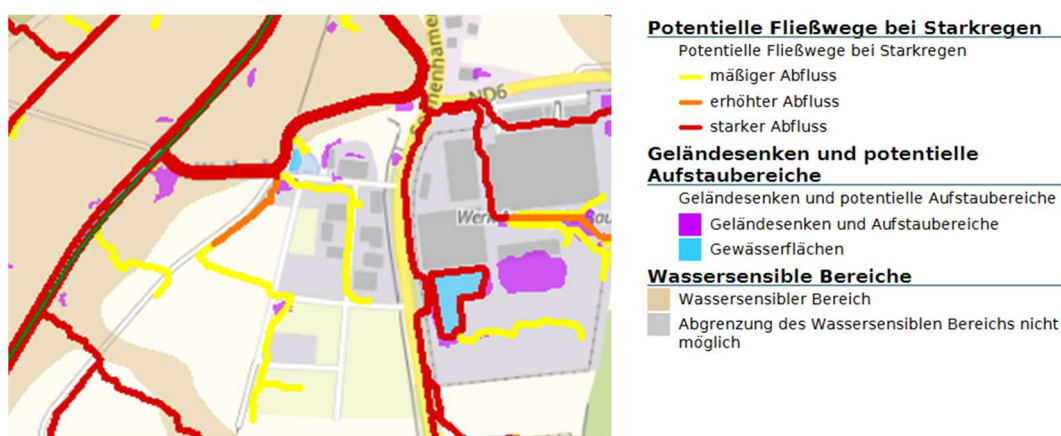 ND6
Potentielle Fließwege bei Starkregen
Potentielle Fließwege bei Starkregen
mäßiger Abfluss
erhöhter Abfluss
starker Abfluss
Geländesenken und potentielle
Aufstaubereiche
Geländesenken und potentielle Aufstaubereiche
Geländesenken und Aufstaubereiche
Gewässerflächen
Wassersensible Bereiche
Wassersensibler Bereich
Abgrenzung des Wassersensiblen Bereichs nicht
möglich